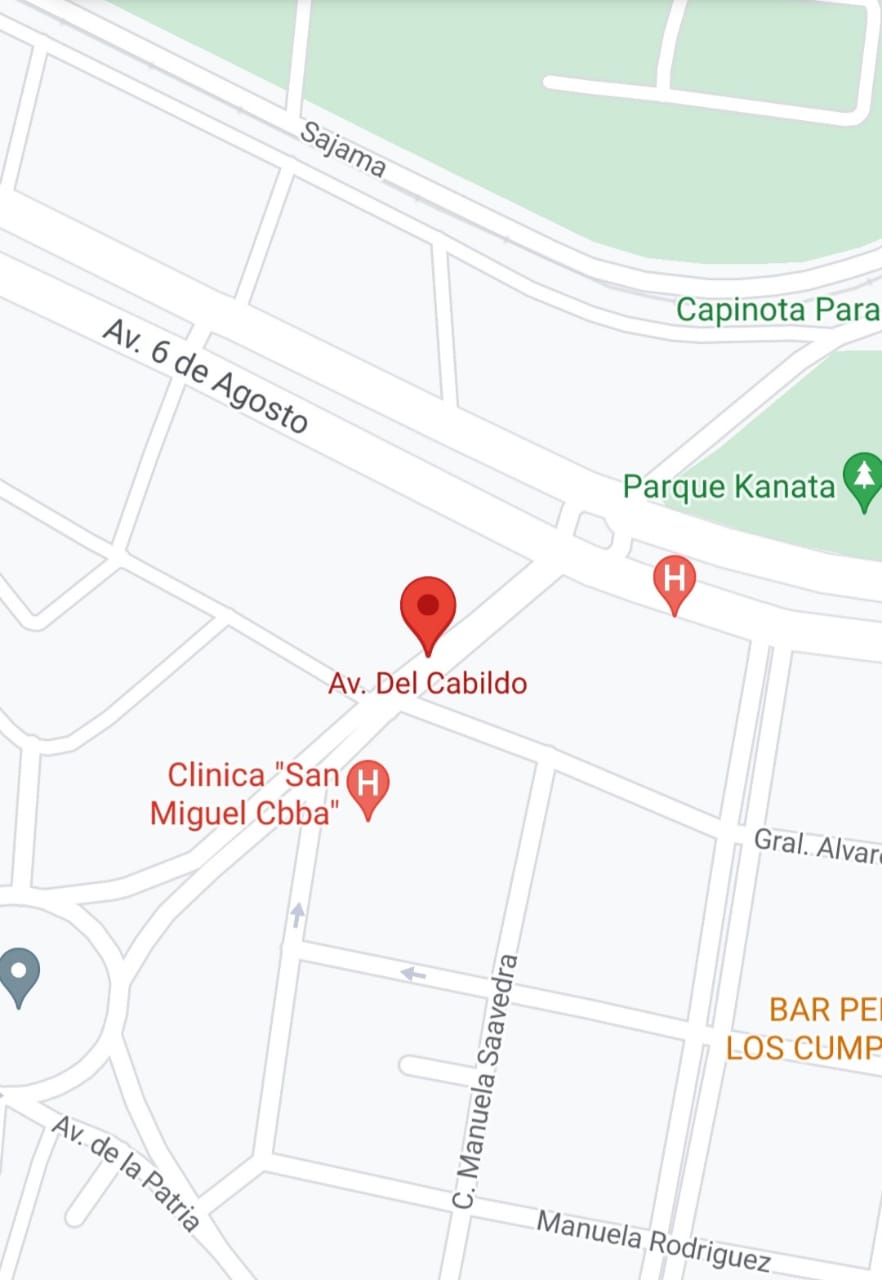 Sajama
Capinota Para
Av. 6 de Agosto
Parque Kanata
H
Av. Del Cabildo
Clinica "San
Miguel Cbba"
H
Gral. Alvar
C. Manuela Saavedra
BAR PE
LOS CUMP
Av. de la Patria
Manuela Rodriguez